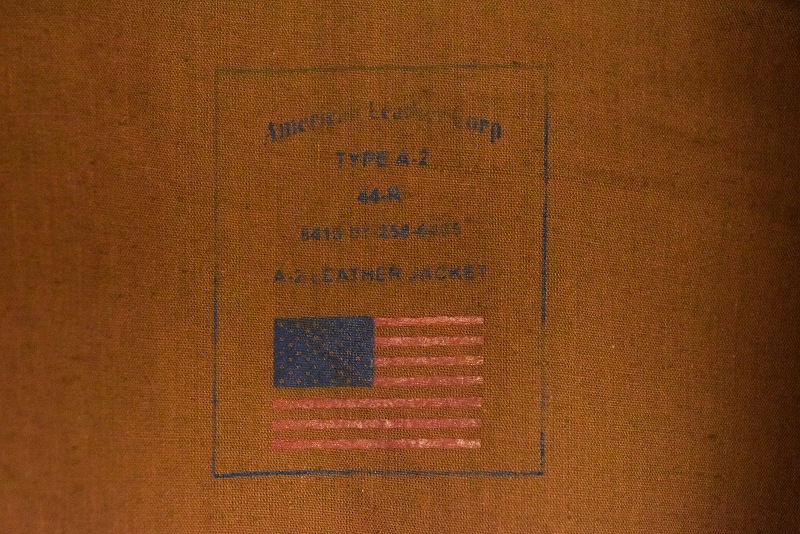 American Leather Corp
TYPE A-2
44-R
A-2 LEATHER JACKET